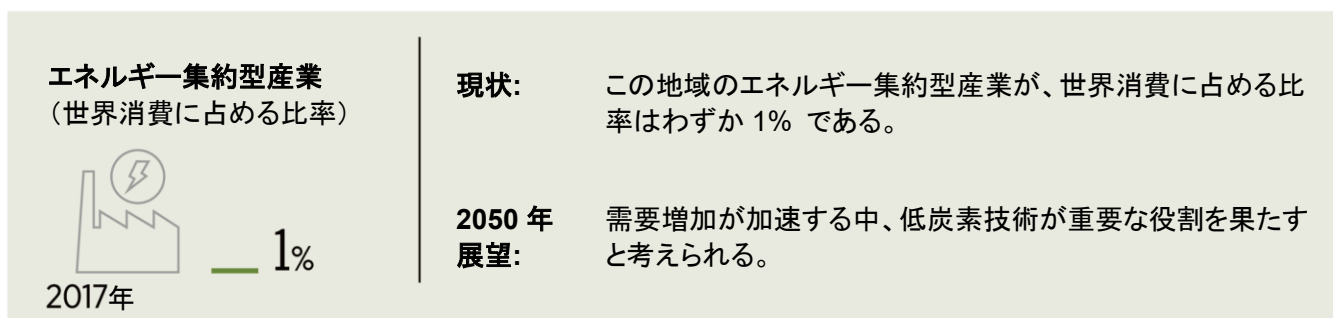 エネルギー集約型産業
（世界消費に占める比率）
1%
2017年
現状:
この地域のエネルギー集約型産業が、世界消費に占める比
率はわずか 1% である。
2050 年
展望:
需要増加が加速する中、低炭素技術が重要な役割を果たす
と考えられる。